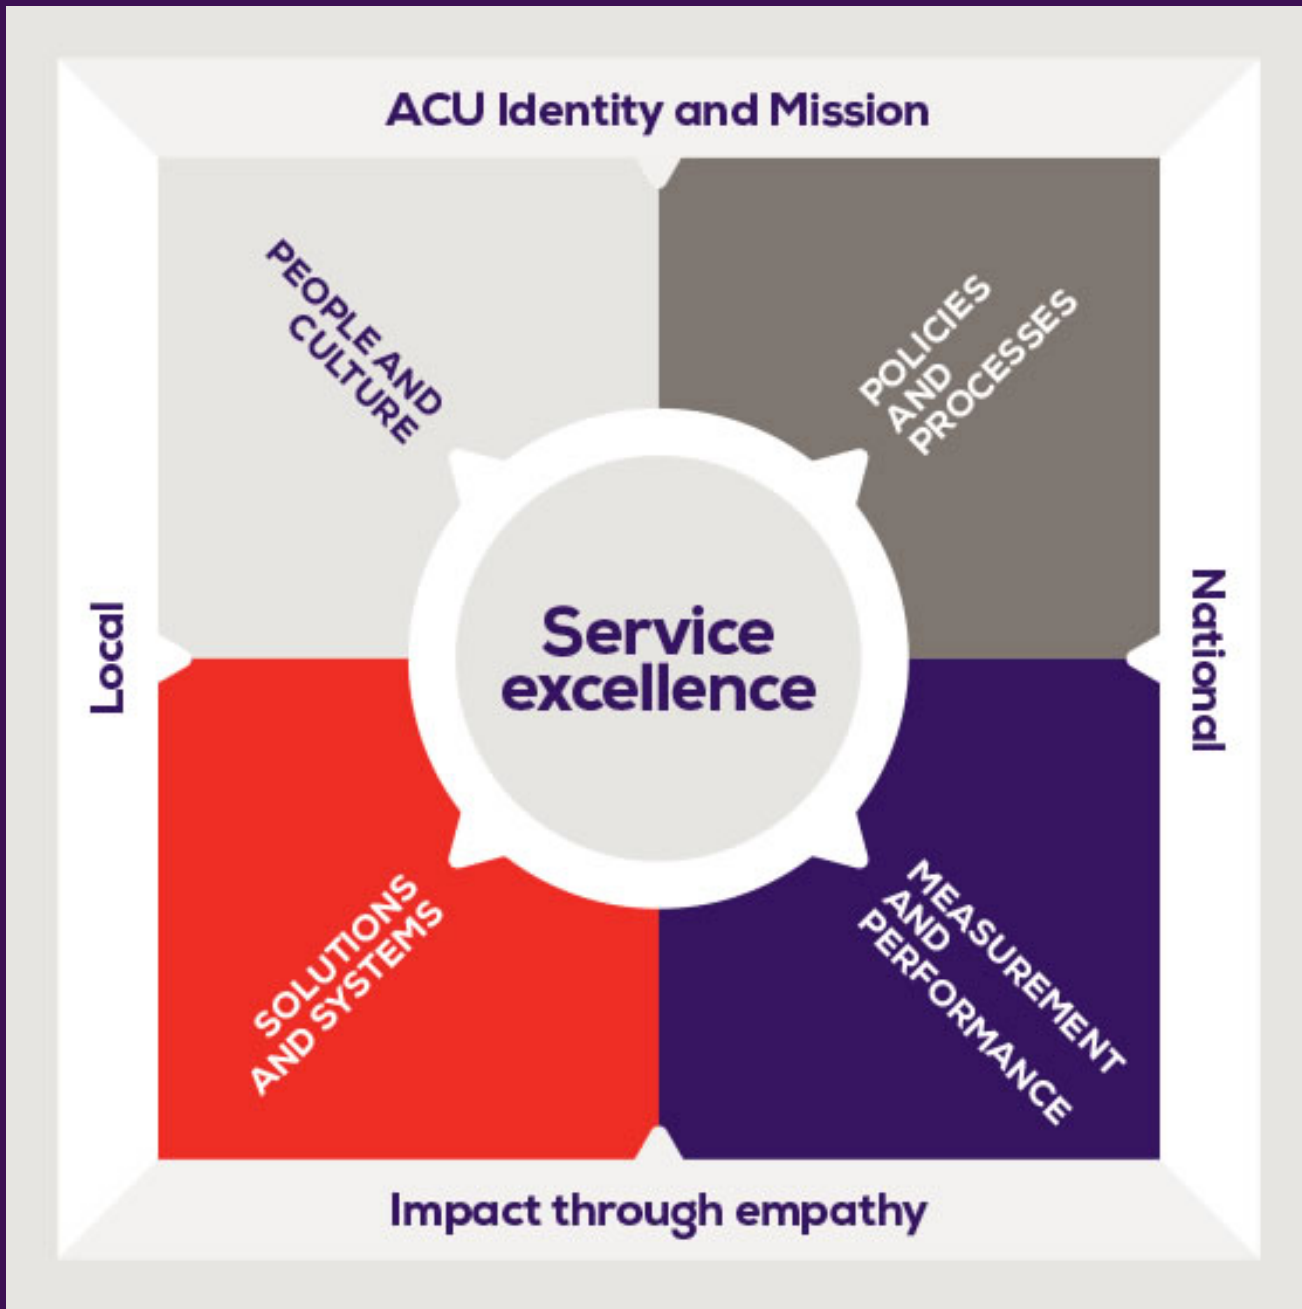 ACU Identity and Mission
PEOPLE AND
CULTURE
POLICIES
AND
PROCESSES
Local
Service
excellence
National
SOLUTIONS
AND SYSTEMS
MEASUREMENT
AND
PERFORMANCE
Impact through empathy